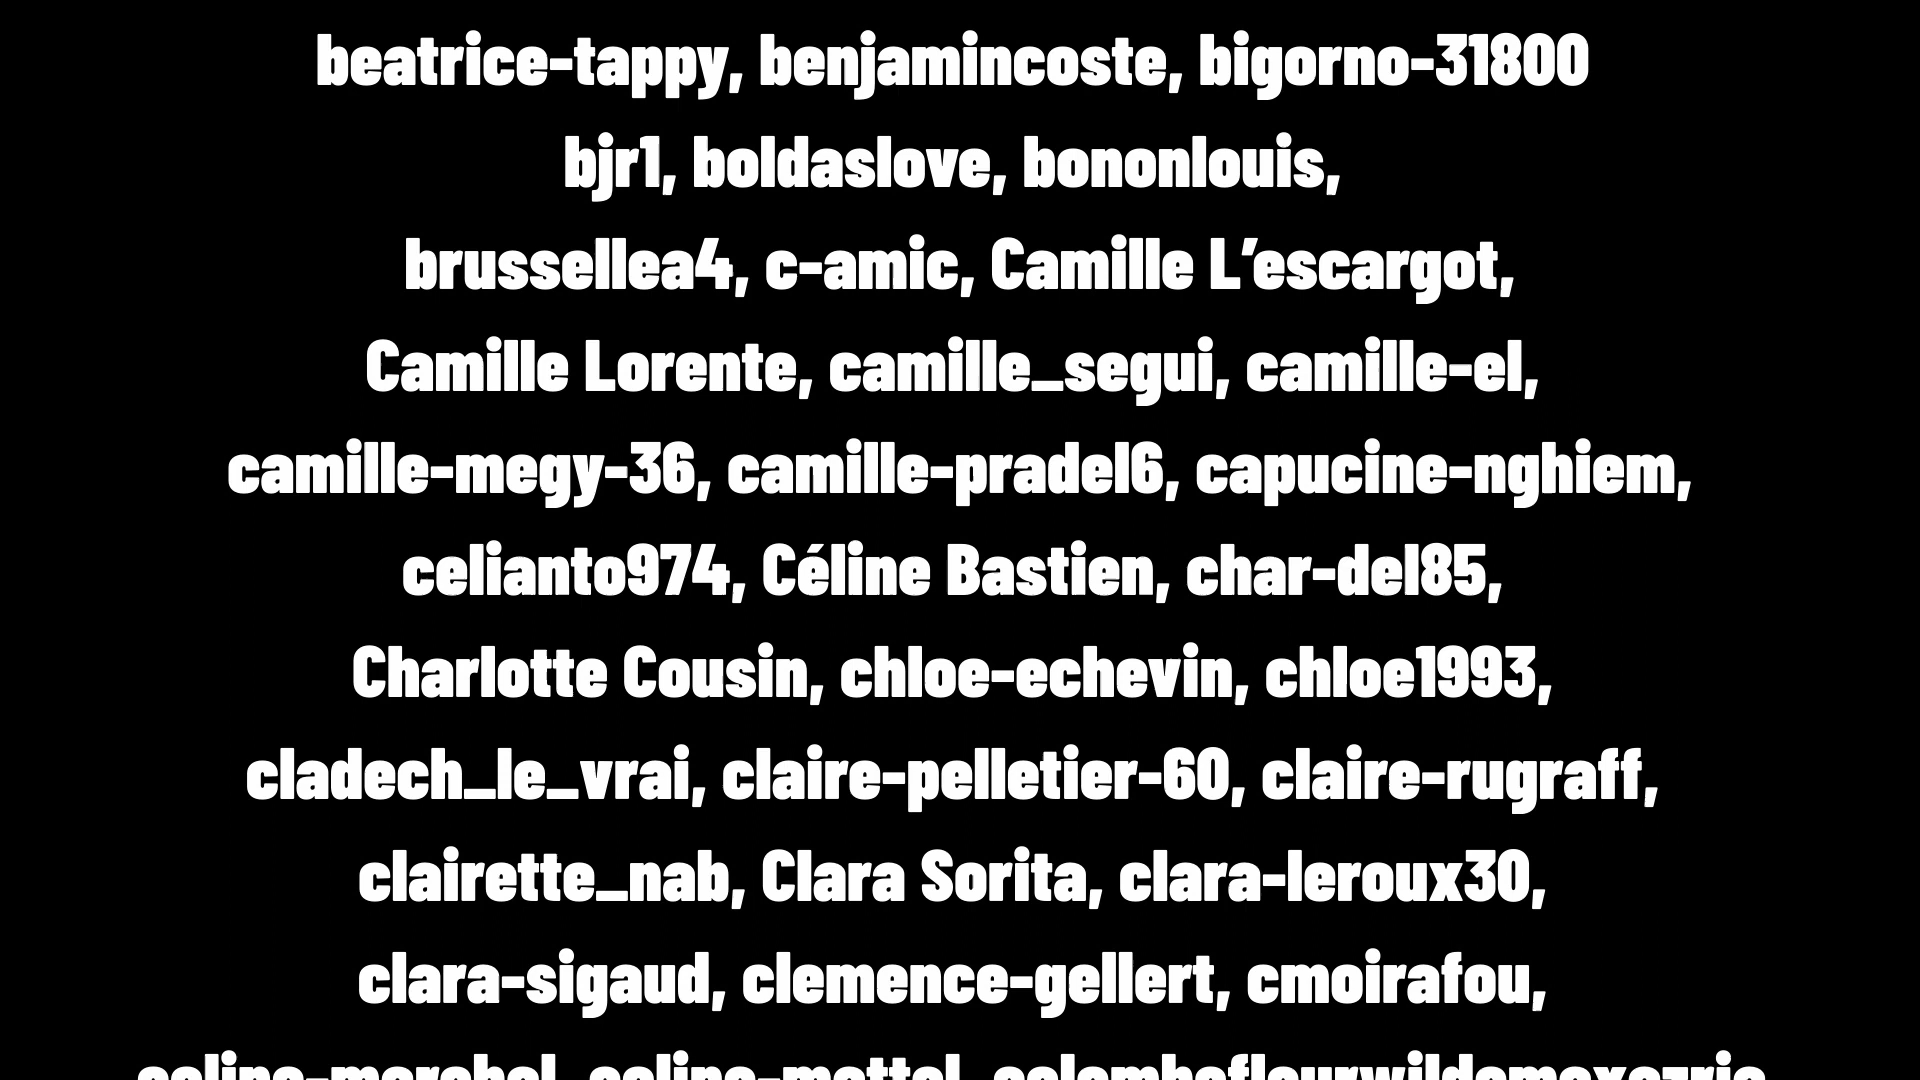 beatrice-tappy, benjamincoste, bigorno-31800
bjr1, boldaslove, bononlouis,
brussellea4, c-amic, Camille L’escargot,
Camille Lorente, camille_segui, camille-el,
camille-megy-36, camille-pradel6, capucine-nghiem,
celianto974, Céline Bastien, char-del85,
Charlotte Cousin, chloe-echevin, chloe1993,
cladech_le_vrai, claire-pelletier-60, claire-rugraff,
clairette_nab, Clara Sorita, clara-leroux30,
clara-sigaud, clemence-gellert, cmoirafou,